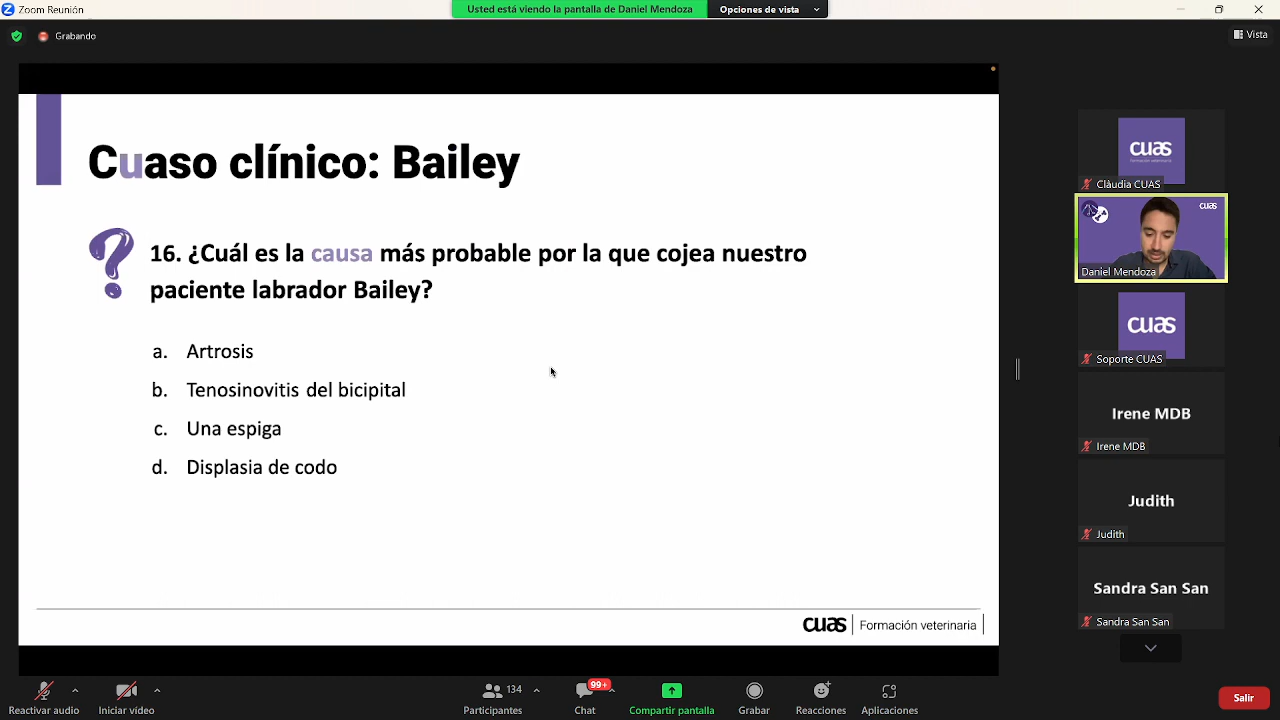 Zoom Reunión
Usted está viendo la pantalla de Daniel Mendoza
Opciones de vista
Grabando
Vista
Cuaso clínico: Bailey
16. ¿Cuál es la causa más probable por la que cojea nuestro
paciente labrador Bailey?
a. Artrosis
b. Tenosinovitis del bicipital
c. Una espiga
d. Displasia de codo
cuas | Formación veterinaria
cuas
Clàudia CUAS
cuas
Daniel Mendoza
cuas
Soporte CUAS
Irene MDB
Irene MDB
Judith
Judith
Sandra San San
Sandra San San
Reactivar audio
Iniciar vídeo
134
Participantes
99+
Chat
Compartir pantalla
Grabar
Reacciones
Aplicaciones
Salir